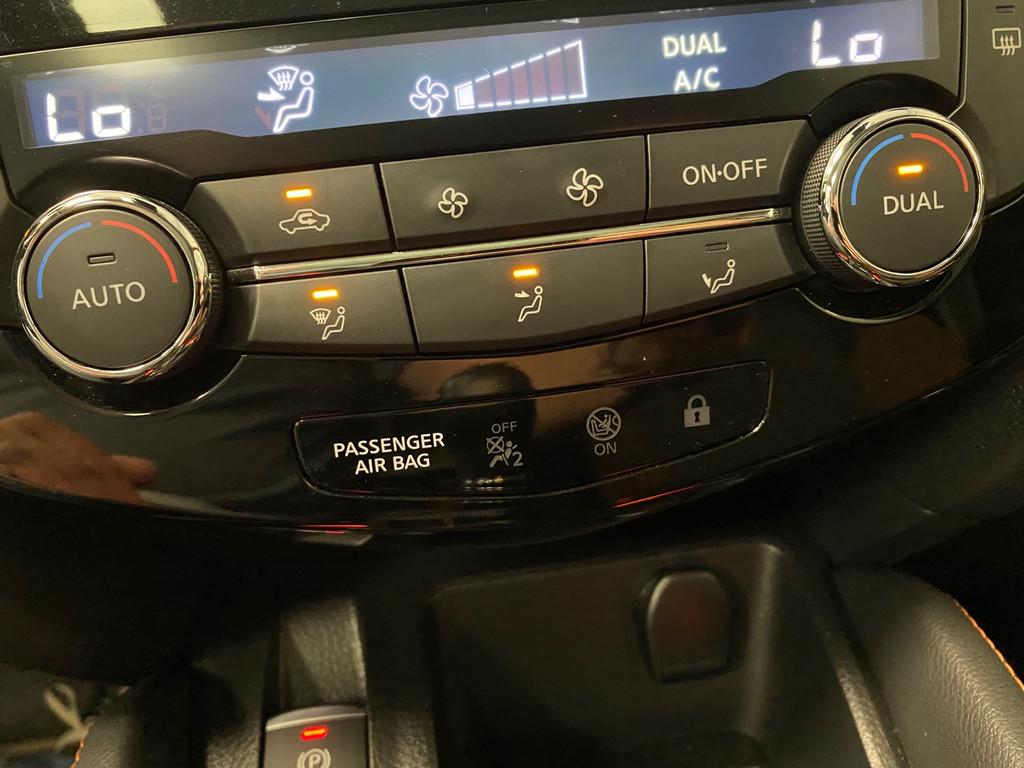 Lo
DUAL
A/C
Lo
ON•OFF
AUTO
DUAL
PASSENGER
AIR BAG
OFF
2
ON
P